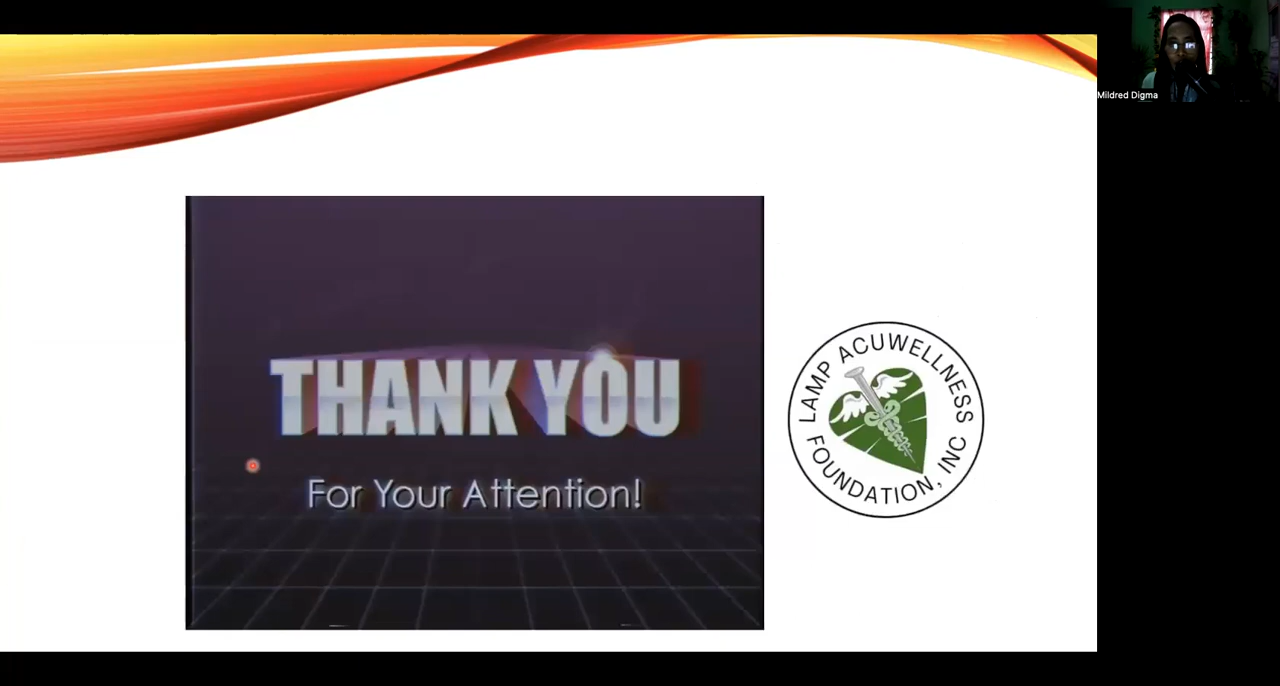 Mildred Digma
THANK YOU
For Your Attention!
LAMP ACUWELLNESS
FOUNDATION, INC